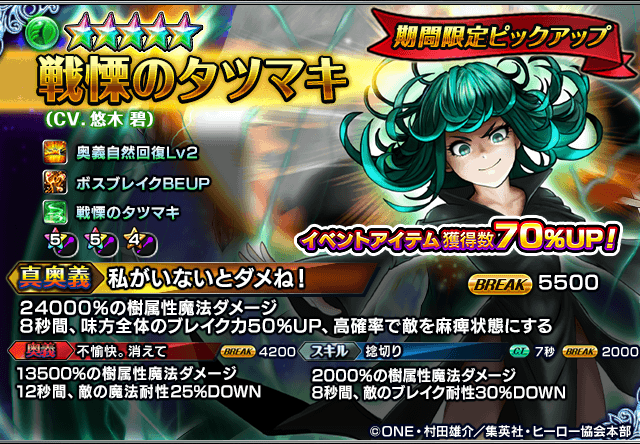 期間限定ピックアップ
戦慄のタツマキ
(CV.悠木 碧)
奥義自然回復Lv2
ボスブレイクBEUP
戦慄のタツマキ
5 5 4
イベントアイテム獲得数70%UP!
真奥義 私がいないとダメね! BREAK 5500
24000%の樹属性魔法ダメージ
8秒間、味方全体のブレイク力50%UP、高確率で敵を麻痺状態にする
奥義 不愉快。消えて BREAK 4200
13500%の樹属性魔法ダメージ
12秒間、敵の魔法耐性25%DOWN
スキル 捻切り CT 7秒 BREAK 2000
2000%の樹属性魔法ダメージ
8秒間、敵のブレイク耐性30%DOWN
©ONE・村田雄介／集英社・ヒーロー協会本部